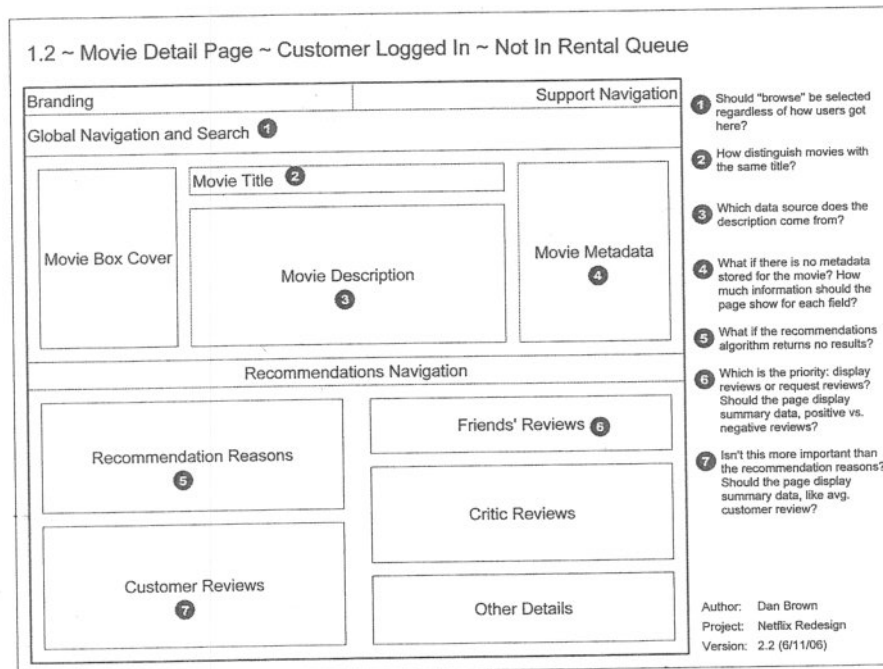 1.2 ~ Movie Detail Page ~ Customer Logged In ~ Not In Rental Queue
Branding
Support Navigation
Global Navigation and Search 1
Movie Box Cover
Movie Title 2
Movie Description
3
Movie Metadata
4
Recommendations Navigation
Recommendation Reasons
5
Friends' Reviews 6
Critic Reviews
Customer Reviews
7
Other Details
1 Should "browse" be selected
regardless of how users got
here?
2 How distinguish movies with
the same title?
3 Which data source does the
description come from?
4 What if there is no metadata
stored for the movie? How
much information should the
page show for each field?
5 What if the recommendations
algorithm returns no results?
6 Which is the priority: display
reviews or request reviews?
Should the page display
summary data, positive vs.
negative reviews?
7 Isn't this more important than
the recommendation reasons?
Should the page display
summary data, like avg.
customer review?
Author: Dan Brown
Project: Netflix Redesign
Version: 2.2 (6/11/06)